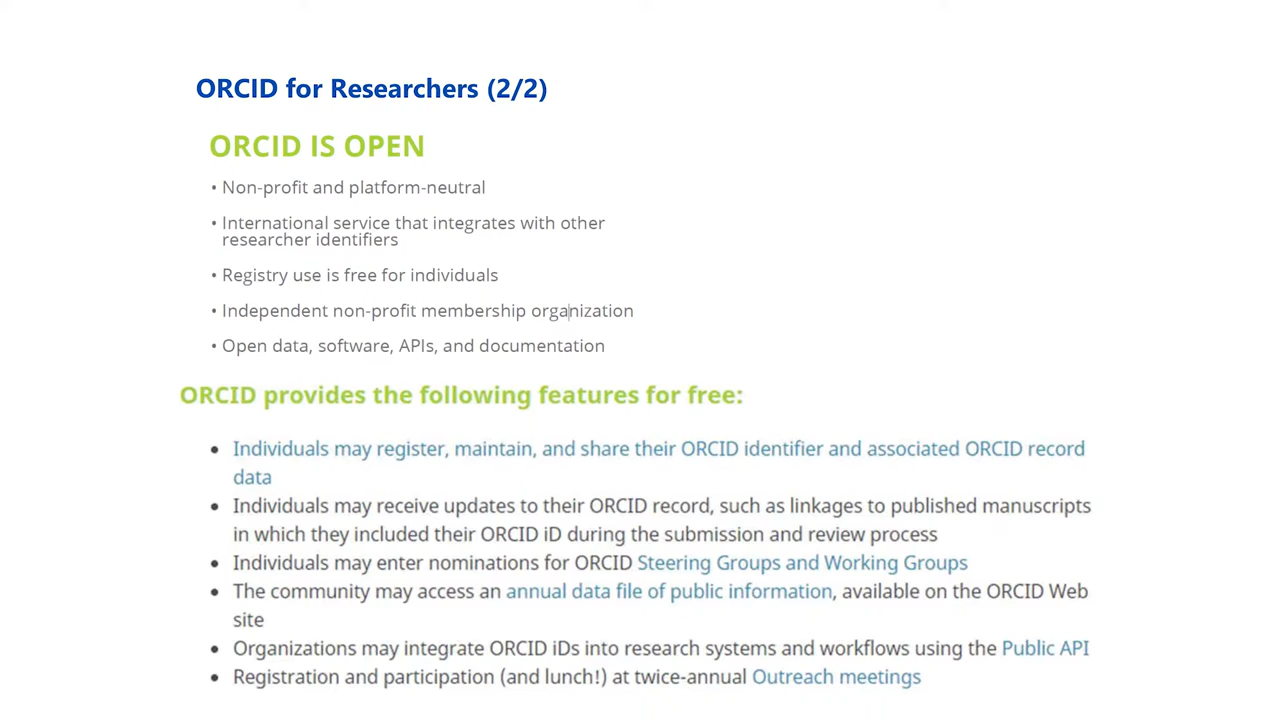 ORCID for Researchers (2/2)
ORCID IS OPEN
• Non-profit and platform-neutral
• International service that integrates with other
researcher identifiers
• Registry use is free for individuals
• Independent non-profit membership organization
• Open data, software, APIs, and documentation
ORCID provides the following features for free:
• Individuals may register, maintain, and share their ORCID identifier and associated ORCID record
data
• Individuals may receive updates to their ORCID record, such as linkages to published manuscripts
in which they included their ORCID iD during the submission and review process
• Individuals may enter nominations for ORCID Steering Groups and Working Groups
• The community may access an annual data file of public information, available on the ORCID Web
site
• Organizations may integrate ORCID iDs into research systems and workflows using the Public API
• Registration and participation (and lunch!) at twice-annual Outreach meetings